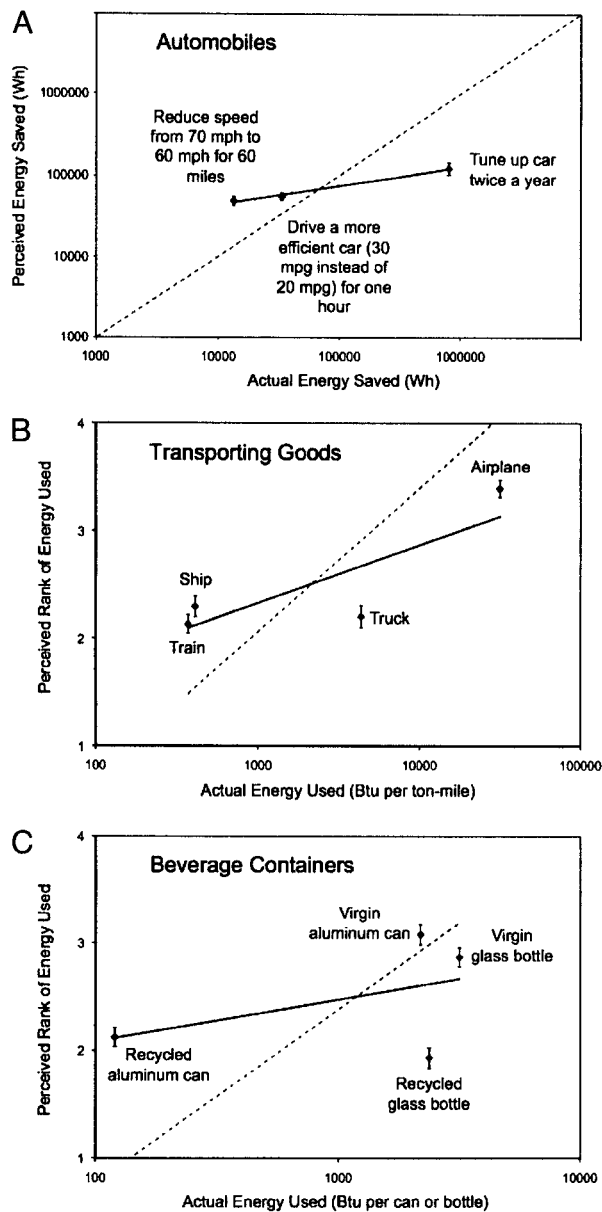 A
Automobiles
Perceived Energy Saved (Wh)
1000000
100000
10000
1000
Reduce speed
from 70 mph to
60 mph for 60
miles
Tune up car
twice a year
Drive a more
efficient car (30
mpg instead of
20 mpg) for one
hour
1000
10000
100000
1000000
Actual Energy Saved (Wh)
B
Transporting Goods
Perceived Rank of Energy Used
4
3
2
1
Airplane
Ship
Train
Truck
100
1000
10000
100000
Actual Energy Used (Btu per ton-mile)
C
Beverage Containers
Perceived Rank of Energy Used
4
3
2
1
Virgin
aluminum can
Virgin
glass bottle
Recycled
aluminum can
Recycled
glass bottle
100
1000
10000
Actual Energy Used (Btu per can or bottle)